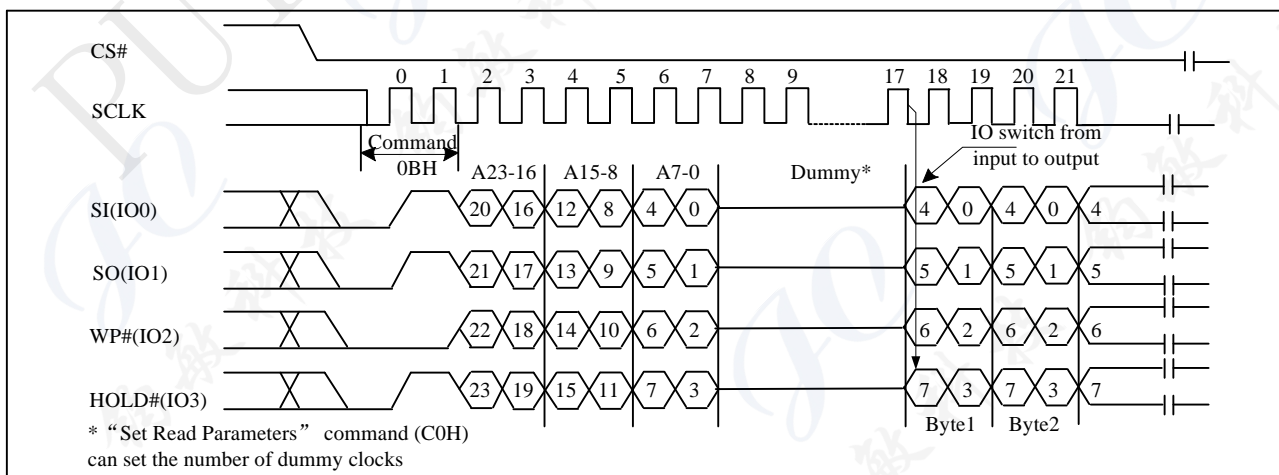 CS#
0 1 2 3 4 5 6 7 8 9 17 18 19 20 21
SCLK
Command
0BH
IO switch from
input to output
A23-16 A15-8 A7-0 Dummy*
SI(IO0) 20 16 12 8 4 0 4 0 4 0 4
SO(IO1) 21 17 13 9 5 1 5 1 5 1 5
WP#(IO2) 22 18 14 10 6 2 6 2 6 2 6
HOLD#(IO3) 23 19 15 11 7 3 7 3 7 3 7
Byte1 Byte2
* “Set Read Parameters” command (C0H)
can set the number of dummy clocks